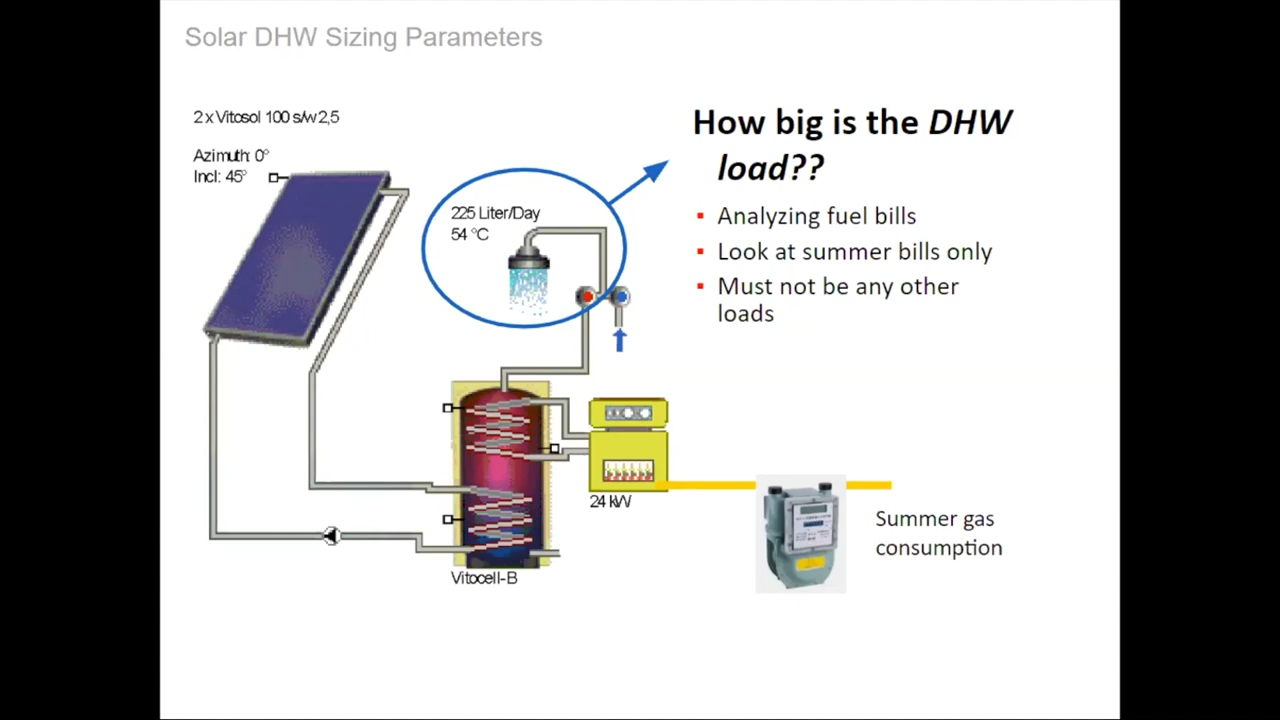 Solar DHW Sizing Parameters
2 x Vitosol 100 s/w 2,5
Azimuth: 0°
Incl: 45°
How big is the DHW
load??
225 Liter/Day
54 °C
▪ Analyzing fuel bills
▪ Look at summer bills only
▪ Must not be any other
loads
24 kW
Summer gas
consumption
Vitocell-B